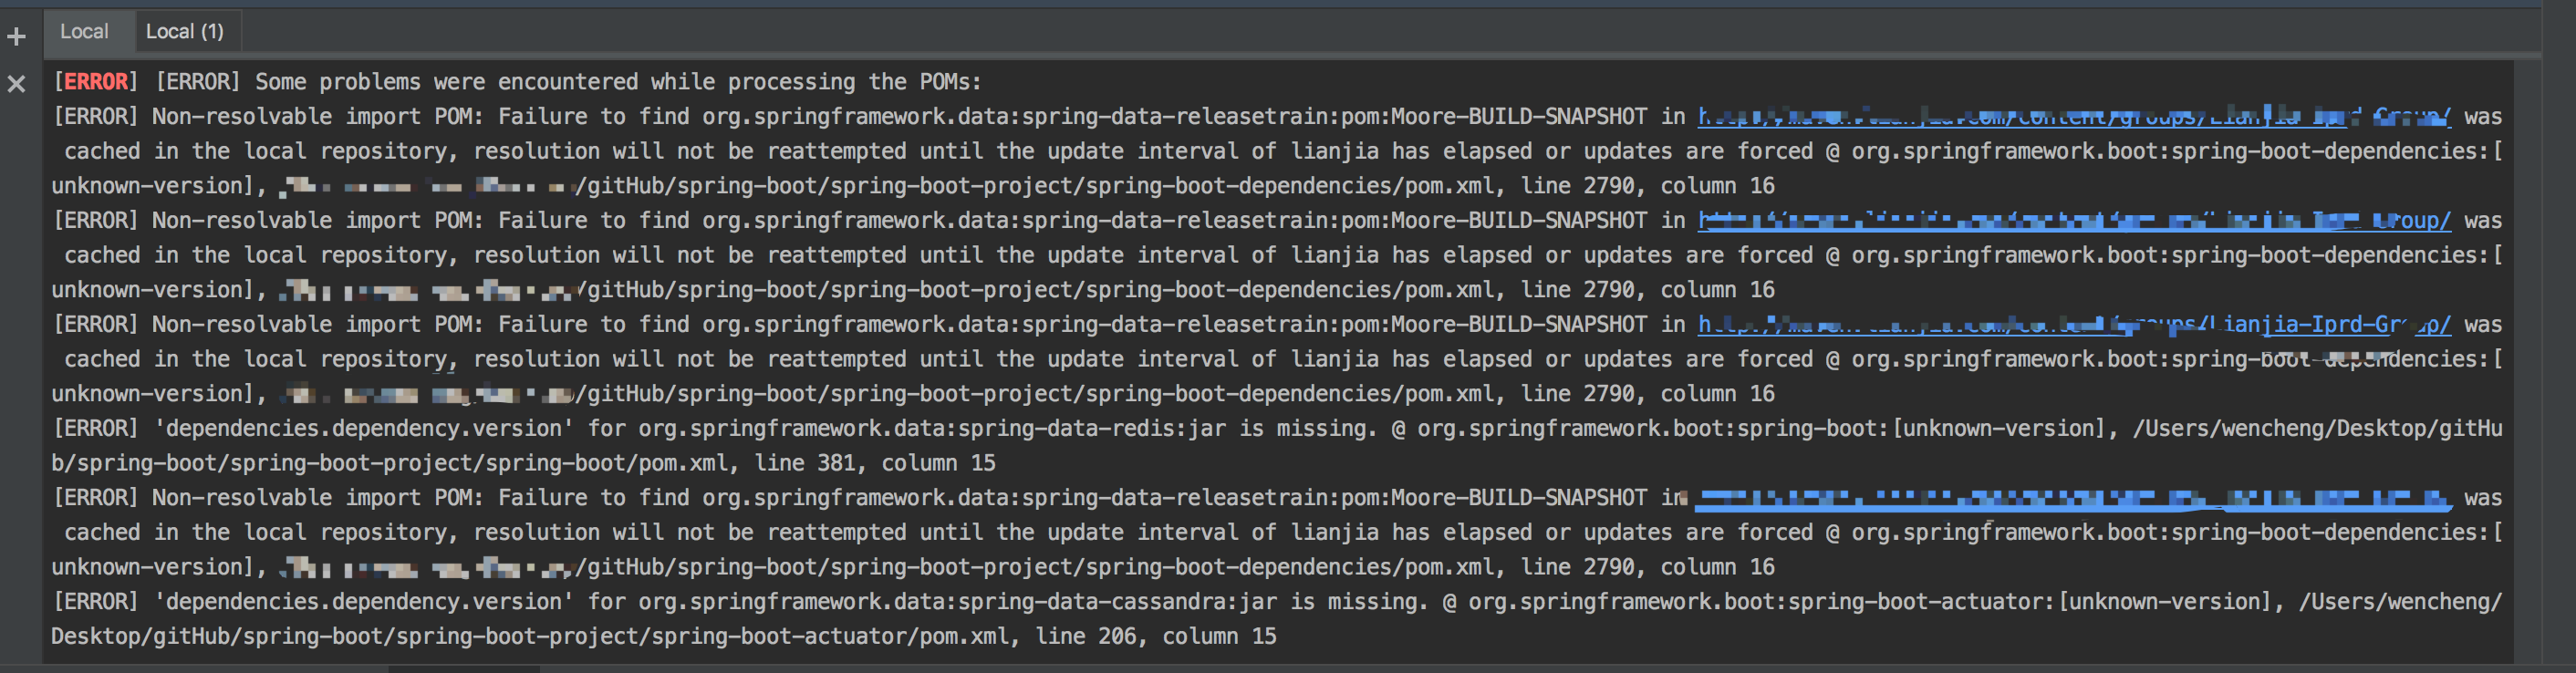 Local Local (1)
[ERROR] [ERROR] Some problems were encountered while processing the POMs:
[ERROR] Non-resolvable import POM: Failure to find org.springframework.data:spring-data-releasetrain:pom:Moore-BUILD-SNAPSHOT in was
cached in the local repository, resolution will not be reattempted until the update interval of lianjia has elapsed or updates are forced @ org.springframework.boot:spring-boot-dependencies:[
unknown-version], /gitHub/spring-boot/spring-boot-project/spring-boot-dependencies/pom.xml, line 2790, column 16
[ERROR] Non-resolvable import POM: Failure to find org.springframework.data:spring-data-releasetrain:pom:Moore-BUILD-SNAPSHOT in was
cached in the local repository, resolution will not be reattempted until the update interval of lianjia has elapsed or updates are forced @ org.springframework.boot:spring-boot-dependencies:[
unknown-version], /gitHub/spring-boot/spring-boot-project/spring-boot-dependencies/pom.xml, line 2790, column 16
[ERROR] Non-resolvable import POM: Failure to find org.springframework.data:spring-data-releasetrain:pom:Moore-BUILD-SNAPSHOT in was
cached in the local repository, resolution will not be reattempted until the update interval of lianjia has elapsed or updates are forced @ org.springframework.boot:spring-boot-dependencies:[
unknown-version], /gitHub/spring-boot/spring-boot-project/spring-boot-dependencies/pom.xml, line 2790, column 16
[ERROR] 'dependencies.dependency.version' for org.springframework.data:spring-data-redis:jar is missing. @ org.springframework.boot:spring-boot:[unknown-version], /Users/wencheng/Desktop/gitHu
b/spring-boot/spring-boot-project/spring-boot/pom.xml, line 381, column 15
[ERROR] Non-resolvable import POM: Failure to find org.springframework.data:spring-data-releasetrain:pom:Moore-BUILD-SNAPSHOT in was
cached in the local repository, resolution will not be reattempted until the update interval of lianjia has elapsed or updates are forced @ org.springframework.boot:spring-boot-dependencies:[
unknown-version], /gitHub/spring-boot/spring-boot-project/spring-boot-dependencies/pom.xml, line 2790, column 16
[ERROR] 'dependencies.dependency.version' for org.springframework.data:spring-data-cassandra:jar is missing. @ org.springframework.boot:spring-boot-actuator:[unknown-version], /Users/wencheng/
Desktop/gitHub/spring-boot/spring-boot-project/spring-boot-actuator/pom.xml, line 206, column 15